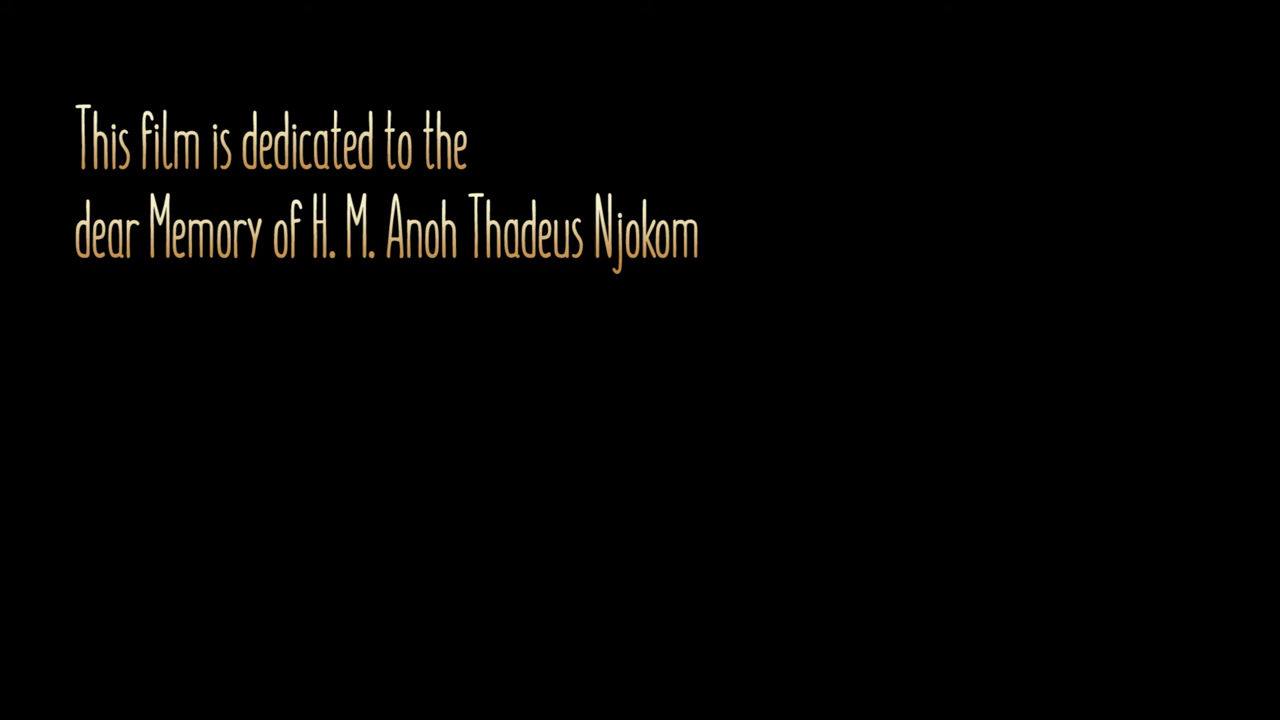 This film is dedicated to the
dear Memory of H. M. Anoh Thadeus Njokom